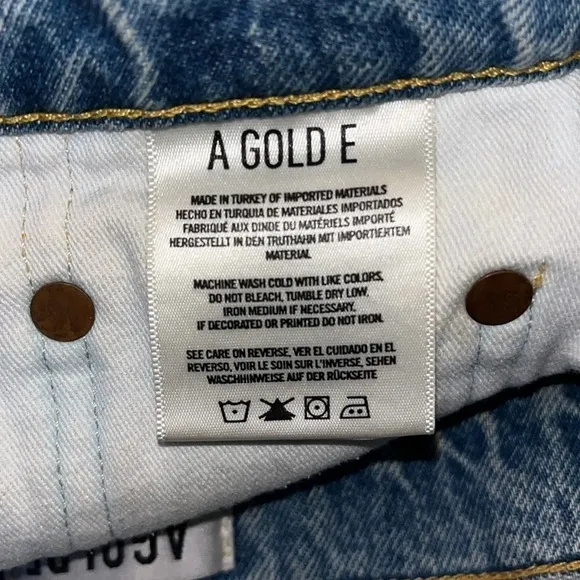 A GOLD E
MADE IN TURKEY OF IMPORTED MATERIALS
HECHO EN TURQUIA DE MATERIALES IMPORTADO
FABRIQUÉ AUX DINDE DU MATÉRIELS IMPORTÉ
HERGESTELLT IN DEN TRUTHAHN MIT IMPORTIERTEM
MATERIAL
MACHINE WASH COLD WITH LIKE COLORS.
DO NOT BLEACH, TUMBLE DRY LOW.
IRON MEDIUM IF NECESSARY.
IF DECORATED OR PRINTED DO NOT IRON.
SEE CARE ON REVERSE, VER EL CUIDADO EN EL
REVERSO, VOIR LE SOIN SUR L'INVERSE, SEHEN
WASCHHINWEISE AUF DER RÜCKSEITE